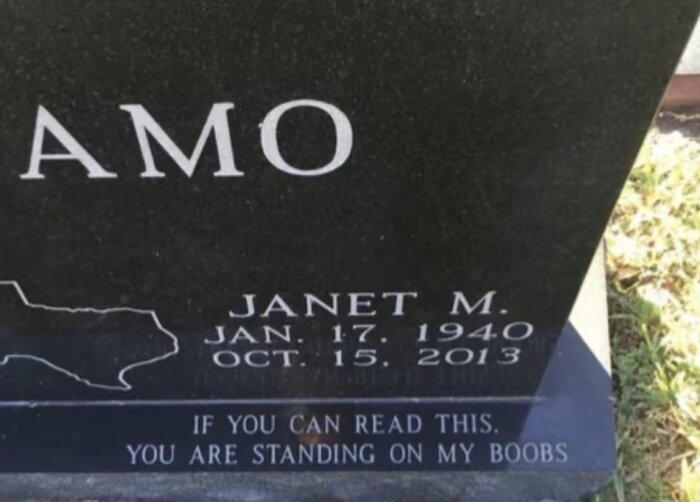 AMO
JANET M.
JAN. 17. 1940
OCT. 15. 2013
IF YOU CAN READ THIS,
YOU ARE STANDING ON MY BOOBS